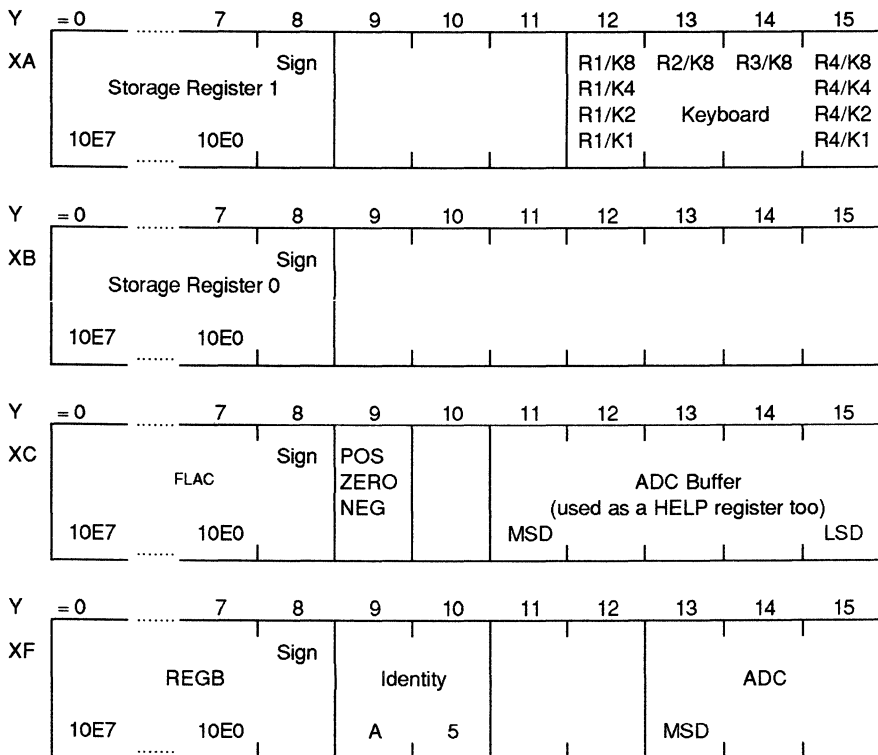 Y = 0 ....... 7 8 9 10 11 12 13 14 15
XA Sign R1/K8 R2/K8 R3/K8 R4/K8
Storage Register 1 R1/K4 R4/K4
R1/K2 Keyboard R4/K2
10E7 10E0 R1/K1 R4/K1
Y = 0 ....... 7 8 9 10 11 12 13 14 15
XB Sign
Storage Register 0
10E7 10E0
Y = 0 ....... 7 8 9 10 11 12 13 14 15
XC Sign POS
FLAC ZERO ADC Buffer
NEG (used as a HELP register too)
10E7 10E0 MSD LSD
Y = 0 ....... 7 8 9 10 11 12 13 14 15
XF Sign
REGB Identity ADC
10E7 10E0 A 5 MSD